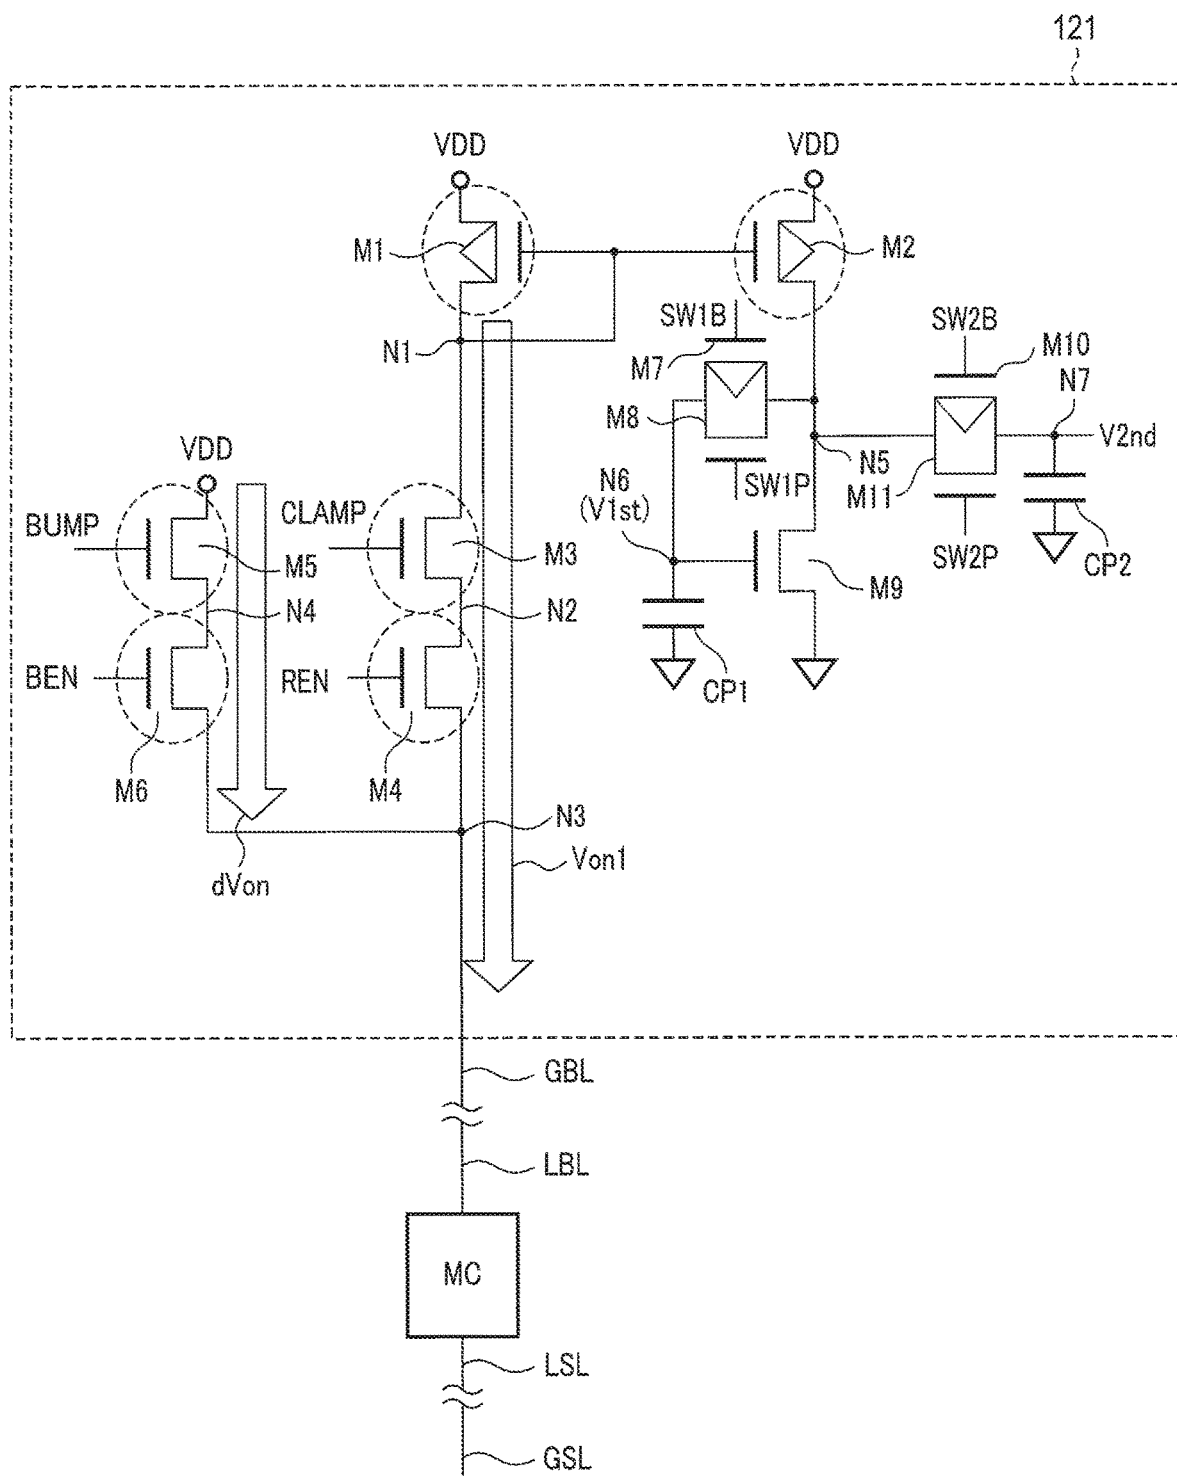 121
VDD
VDD
M1
M2
SW1B
SW2B
N1
M7
M10
N7
M8
V2nd
VDD
N5
N6
(V1st)
SW1P
M11
BUMP
CLAMP
M5
M3
SW2P
CP2
M9
N4
N2
BEN
REN
CP1
M6
M4
N3
dVon
Von1
GBL
LBL
MC
LSL
GSL